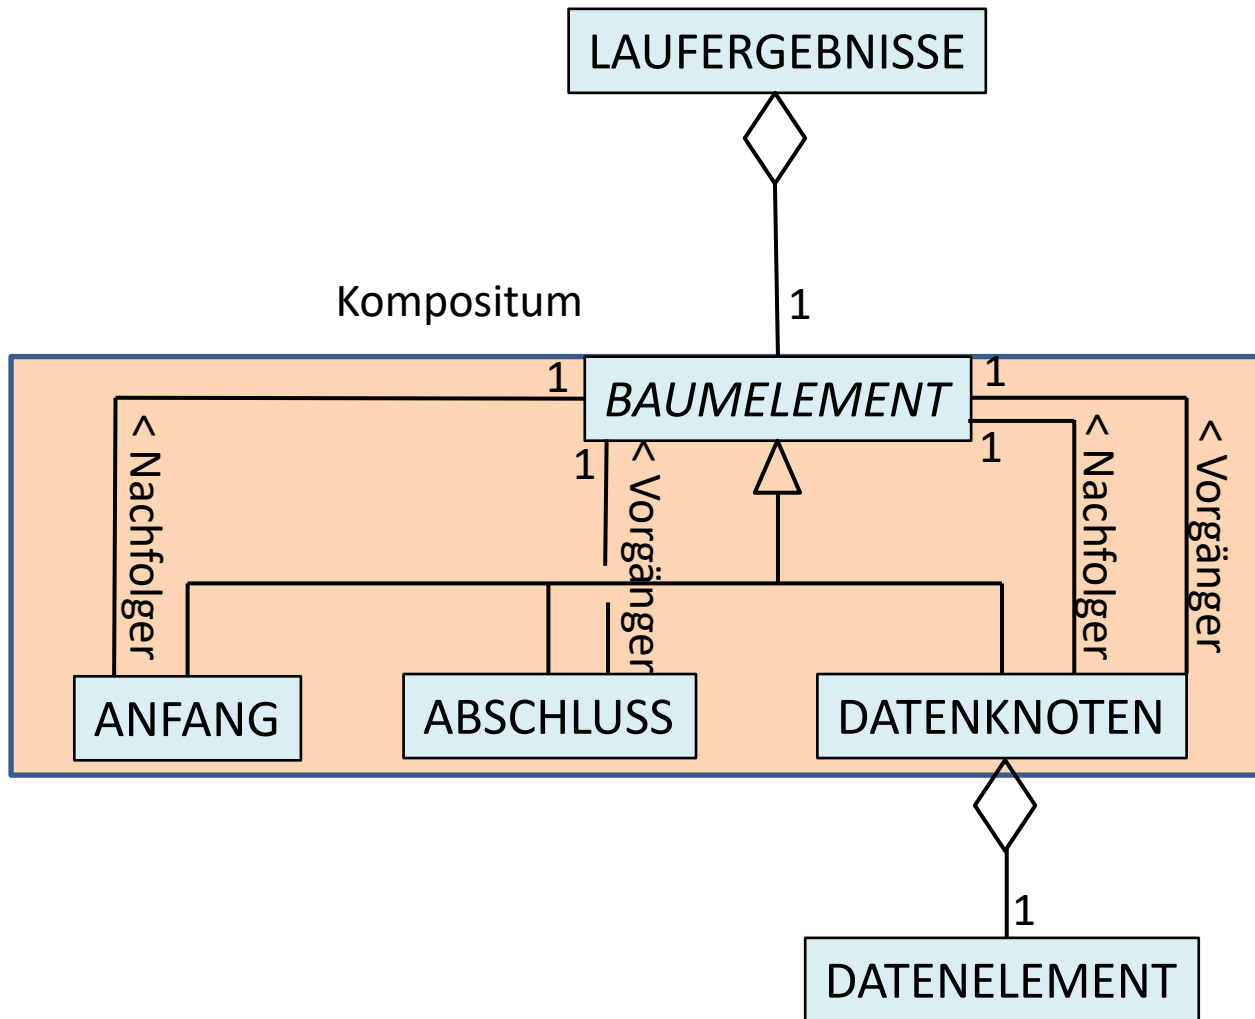 LAUFERGEBNISSE
Kompositum
1
1
BAUMELEMENT
1
1
1
< Nachfolger
< Vorgänger
< Nachfolger
< Vorgänger
ANFANG
ABSCHLUSS
DATENKNOTEN
1
DATENELEMENT